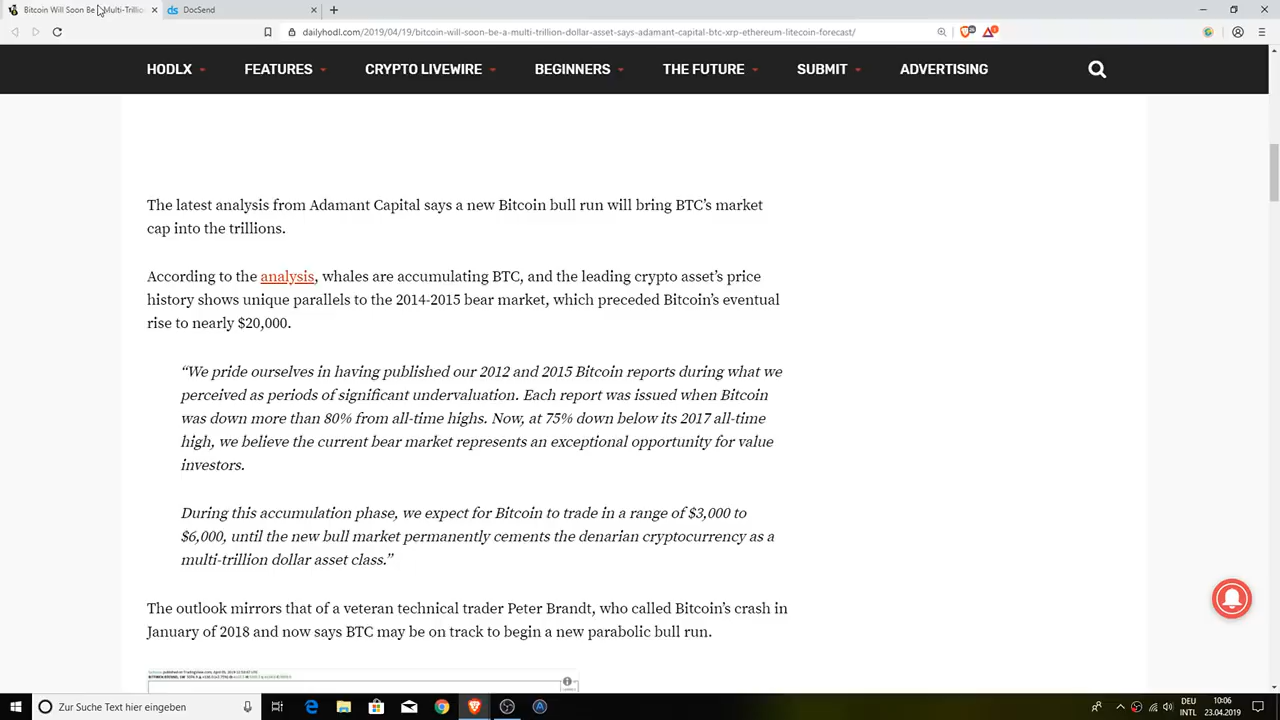 Bitcoin Will Soon Be Multi-Trillio
DocSend
dailyhodl.com/2019/04/19/bitcoin-will-soon-be-a-multi-trillion-dollar-asset-says-adamant-capital-btc-xrp-ethereum-litecoin-forecast/
HODLX FEATURES CRYPTO LIVEWIRE BEGINNERS THE FUTURE SUBMIT ADVERTISING
The latest analysis from Adamant Capital says a new Bitcoin bull run will bring BTC’s market
cap into the trillions.
According to the analysis, whales are accumulating BTC, and the leading crypto asset’s price
history shows unique parallels to the 2014-2015 bear market, which preceded Bitcoin’s eventual
rise to nearly $20,000.
“We pride ourselves in having published our 2012 and 2015 Bitcoin reports during what we
perceived as periods of significant undervaluation. Each report was issued when Bitcoin
was down more than 80% from all-time highs. Now, at 75% down below its 2017 all-time
high, we believe the current bear market represents an exceptional opportunity for value
investors.
During this accumulation phase, we expect for Bitcoin to trade in a range of $3,000 to
$6,000, until the new bull market permanently cements the denarian cryptocurrency as a
multi-trillion dollar asset class.”
The outlook mirrors that of a veteran technical trader Peter Brandt, who called Bitcoin’s crash in
January of 2018 and now says BTC may be on track to begin a new parabolic bull run.
Zur Suche Text hier eingeben
DEU
INTL
10:06
23.04.2019